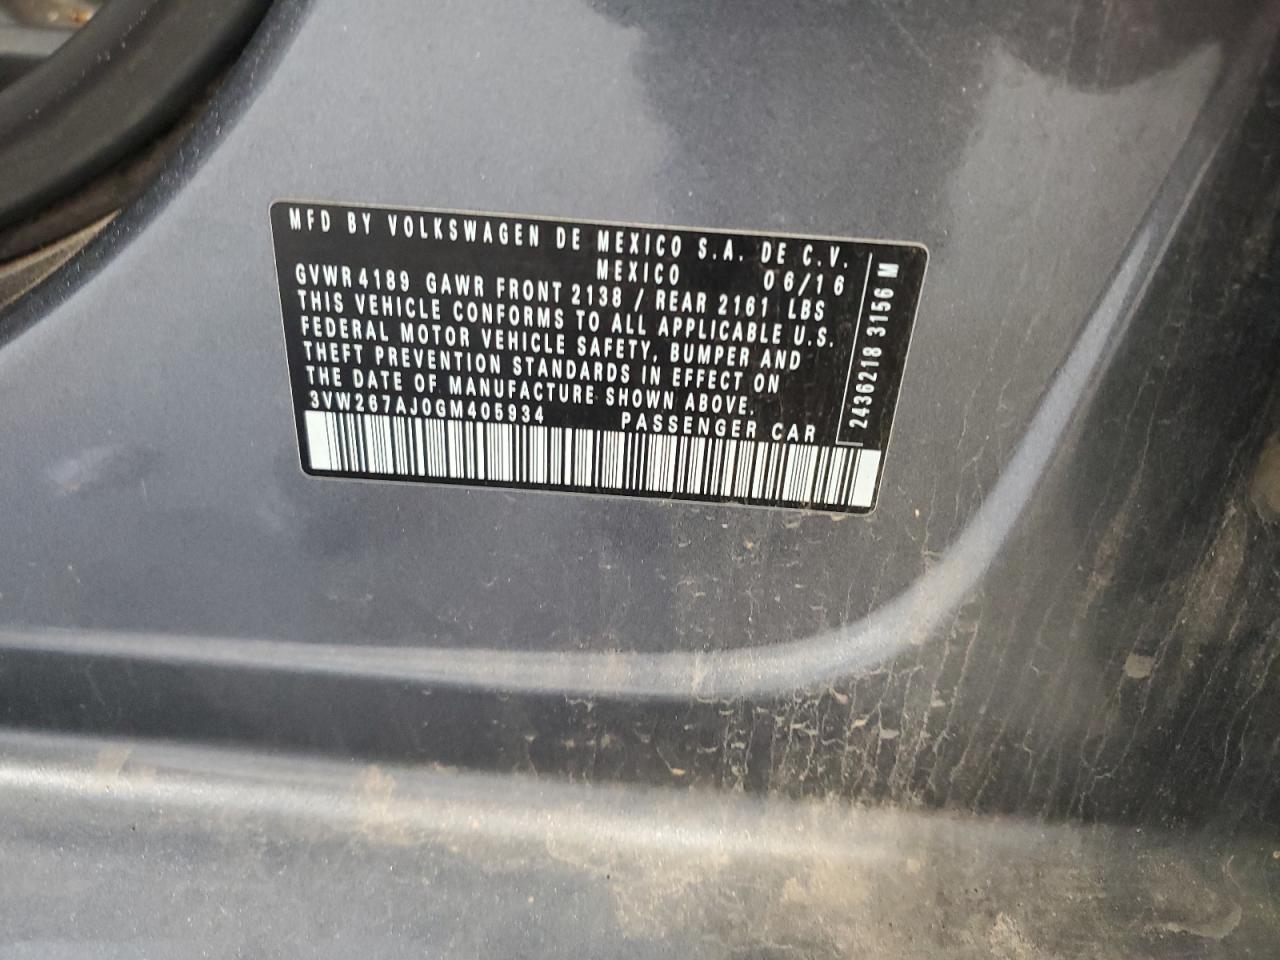 MFD BY VOLKSWAGEN DE MEXICO S.A. DE C.V.
MEXICO 06/16
GVWR 4189 GAWR FRONT 2138 / REAR 2161 LBS
THIS VEHICLE CONFORMS TO ALL APPLICABLE U.S.
FEDERAL MOTOR VEHICLE SAFETY, BUMPER AND
THEFT PREVENTION STANDARDS IN EFFECT ON
THE DATE OF MANUFACTURE SHOWN ABOVE.
3VW267AJ0GM405934 PASSENGER CAR
2436218 3156 M